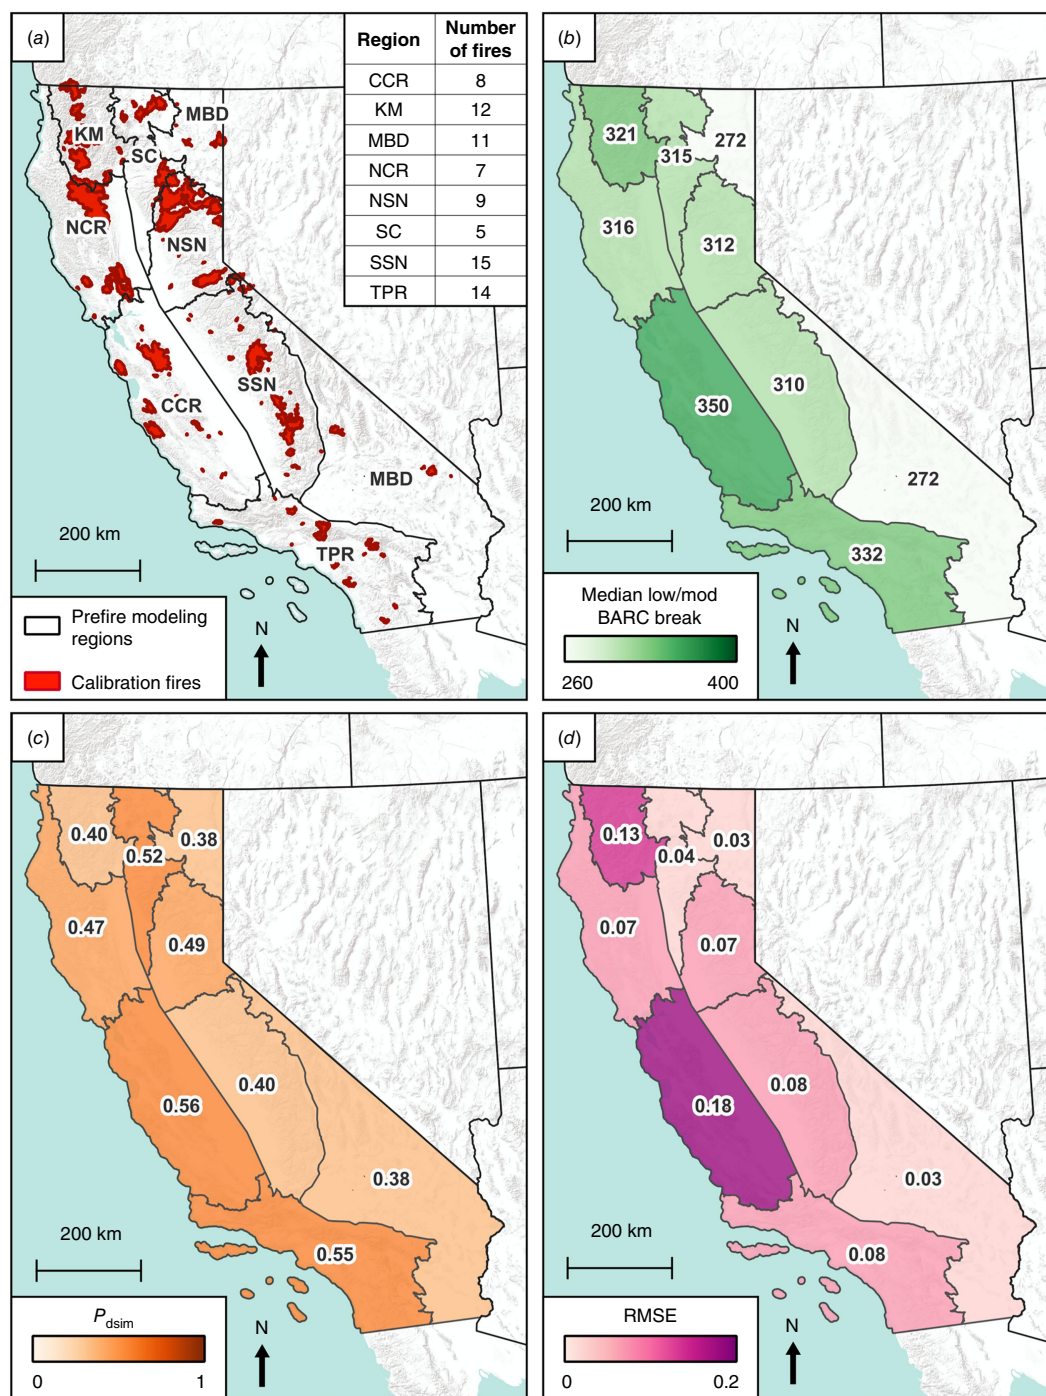 (a)
Region Number of fires
CCR 8
KM 12
MBD 11
NCR 7
NSN 9
SC 5
SSN 15
TPR 14
MBD
KM
SC
NCR
NSN
SSN
CCR
MBD
TPR
200 km
N
Prefire modeling
regions
Calibration fires
(b)
321
272
315
316
312
310
350
272
332
200 km
N
Median low/mod
BARC break
260 400
(c)
0.40
0.38
0.52
0.47
0.49
0.40
0.56
0.38
0.55
200 km
N
Pdsim
0 1
(d)
0.13
0.03
0.04
0.07
0.07
0.08
0.18
0.03
0.08
200 km
N
RMSE
0 0.2